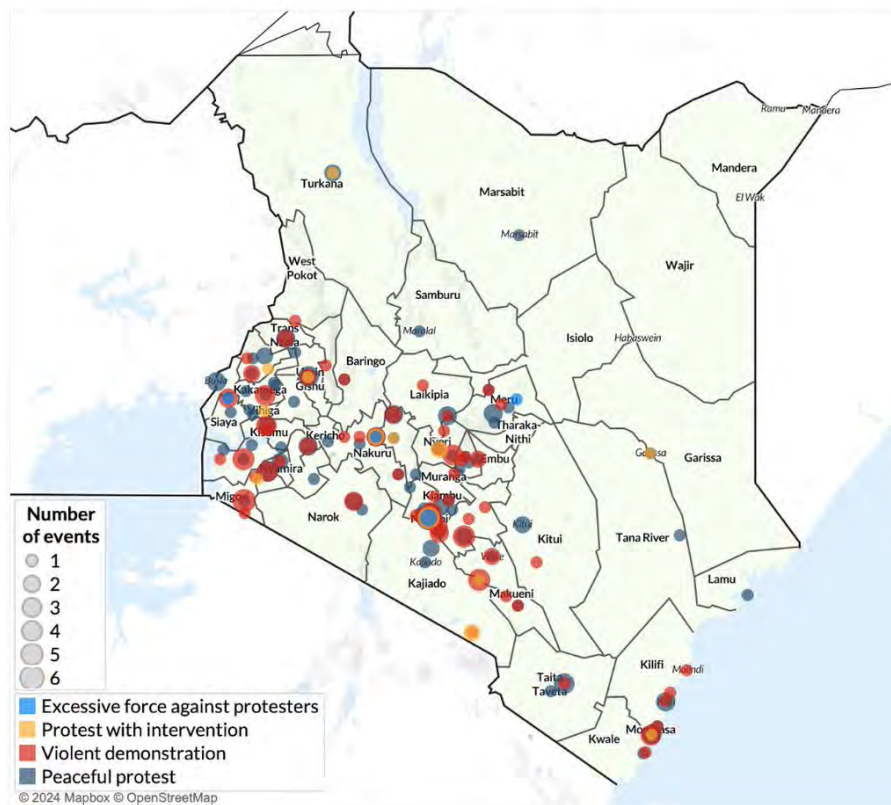 Ramu
Mandera
Mandera
El Wak
Turkana
Marsabit
Marsabit
Wajir
West
Pokot
Samburu
Maralal
Isiolo
Habaswein
Trans
Nzoia
Baringo
Busia
Uasin
Gishu
Kakamega
Laikipia
Meru
Vihiga
Siaya
Tharaka-
Nithi
Kisumu
Kericho
Nyeri
Embu
Garissa
Garissa
Nakuru
Nyamira
Muranga
Migori
Kiambu
Narok
Kitui
Kitui
Tana River
Kajiado
Kajiado
Makueni
Lamu
Kilifi
Malindi
Taita
Taveta
Mombasa
Kwale
Number
of events
1
2
3
4
5
6
Excessive force against protesters
Protest with intervention
Violent demonstration
Peaceful protest
© 2024 Mapbox © OpenStreetMap